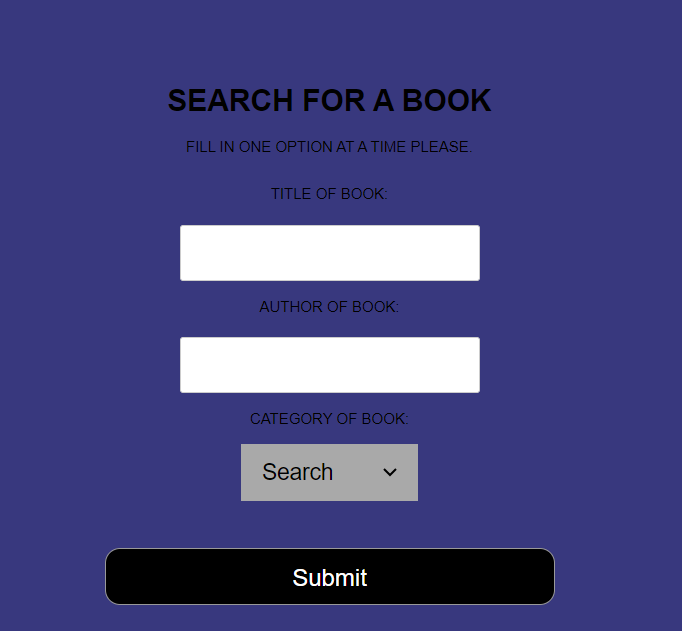 SEARCH FOR A BOOK
FILL IN ONE OPTION AT A TIME PLEASE.
TITLE OF BOOK:
AUTHOR OF BOOK:
CATEGORY OF BOOK:
Search
Submit